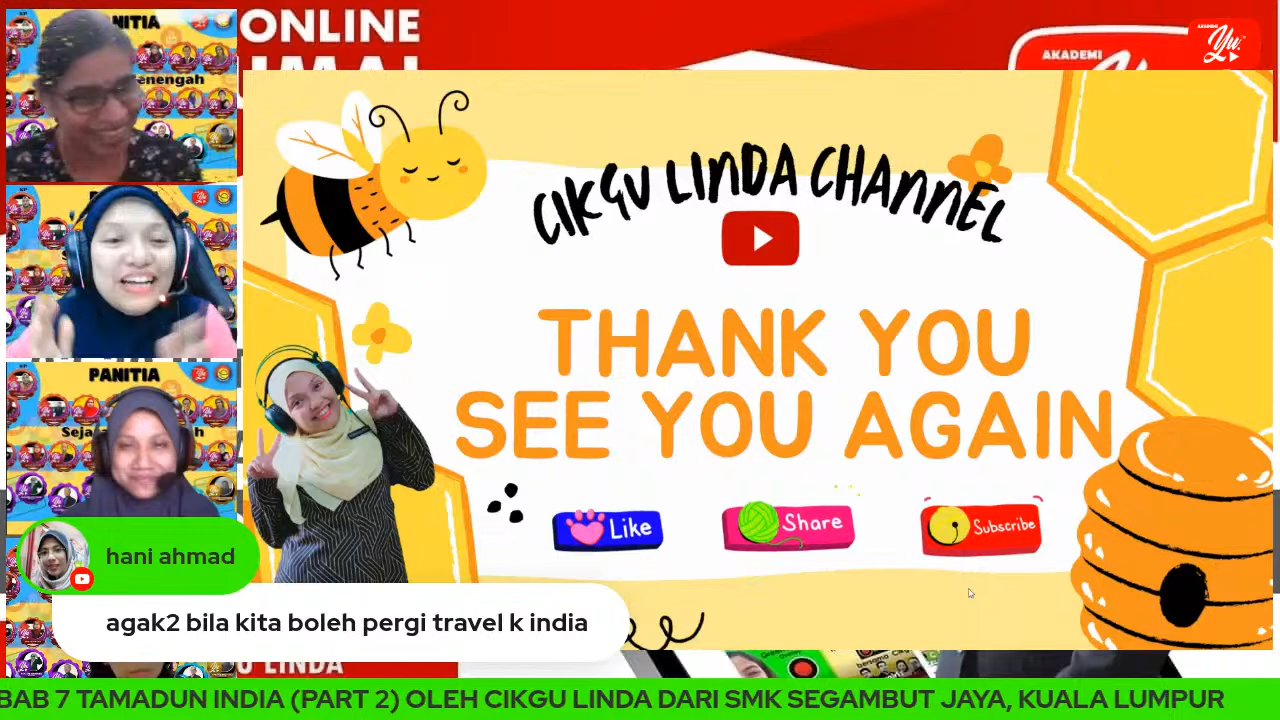 ONLINE
AKADEMI
Yu
AKADEMI
CIKGU LINDA CHANNEL
THANK YOU
SEE YOU AGAIN
Like
Share
Subscribe
PANITIA
hani ahmad
agak2 bila kita boleh pergi travel k india
U LINDA
BAB 7 TAMADUN INDIA (PART 2) OLEH CIKGU LINDA DARI SMK SEGAMBUT JAYA, KUALA LUMPUR